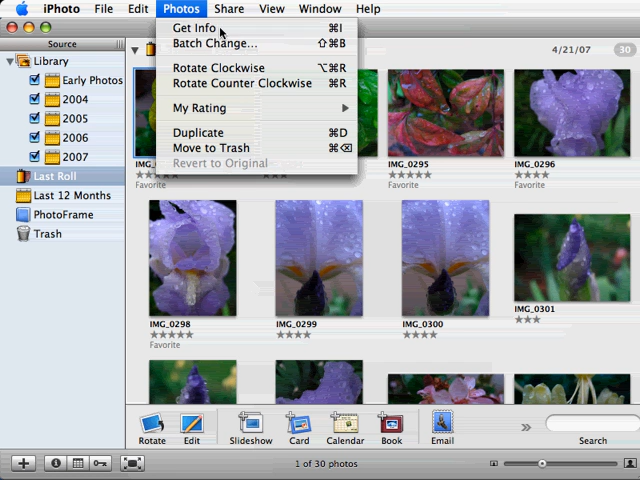 iPhoto File Edit Photos Share View Window Help
Source
Library
Early Photos
2004
2005
2006
2007
Last Roll
Last 12 Months
PhotoFrame
Trash
Get Info ⌘I
Batch Change... ⇧⌘B
Rotate Clockwise ⌥⌘R
Rotate Counter Clockwise ⌘R
My Rating ▶
Duplicate ⌘D
Move to Trash ⌘⌫
Revert to Original
4/21/07 30
IMG_0295 IMG_0296
★★★★ ★★★★
Favorite Favorite Favorite
IMG_0298 IMG_0299 IMG_0300 IMG_0301
★★★★★ ★★★★ ★★★★ ★★★
Favorite
Rotate Edit Slideshow Card Calendar Book Email » Search
1 of 30 photos